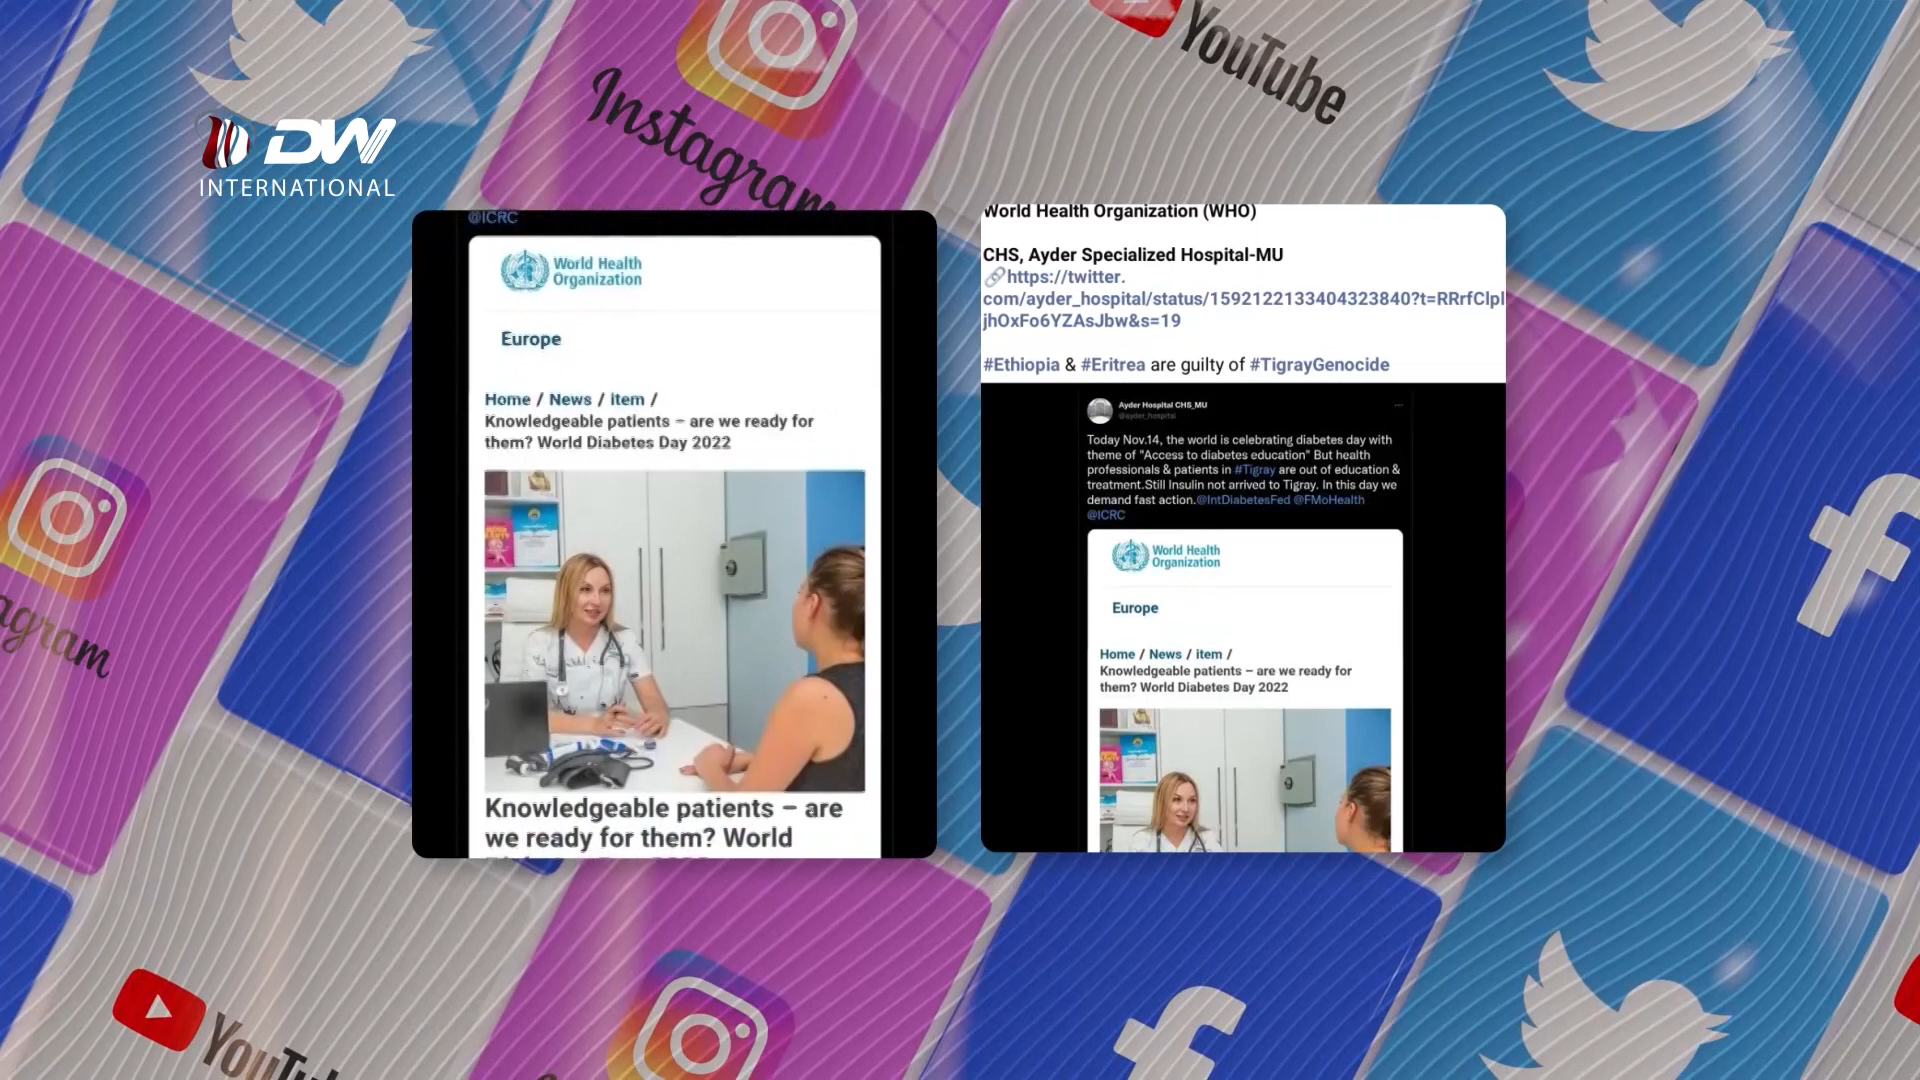 Instagram
YouTube
DW
INTERNATIONAL
@ICRC
World Health
Organization
Europe
Home / News / item /
Knowledgeable patients – are we ready for
them? World Diabetes Day 2022
Knowledgeable patients – are
we ready for them? World
World Health Organization (WHO)
CHS, Ayder Specialized Hospital-MU
🔗https://twitter.
com/ayder_hospital/status/1592122133404323840?t=RRrfClpl
jhOxFo6YZAsJbw&s=19
#Ethiopia & #Eritrea are guilty of #TigrayGenocide
Ayder Hospital CHS_MU
@ayder_hospital
Today Nov.14, the world is celebrating diabetes day with
theme of "Access to diabetes education" But health
professionals & patients in #Tigray are out of education &
treatment.Still Insulin not arrived to Tigray. In this day we
demand fast action.@IntDiabetesFed @FMoHealth
@ICRC
World Health
Organization
Europe
Home / News / item /
Knowledgeable patients – are we ready for
them? World Diabetes Day 2022
agram
YouTu